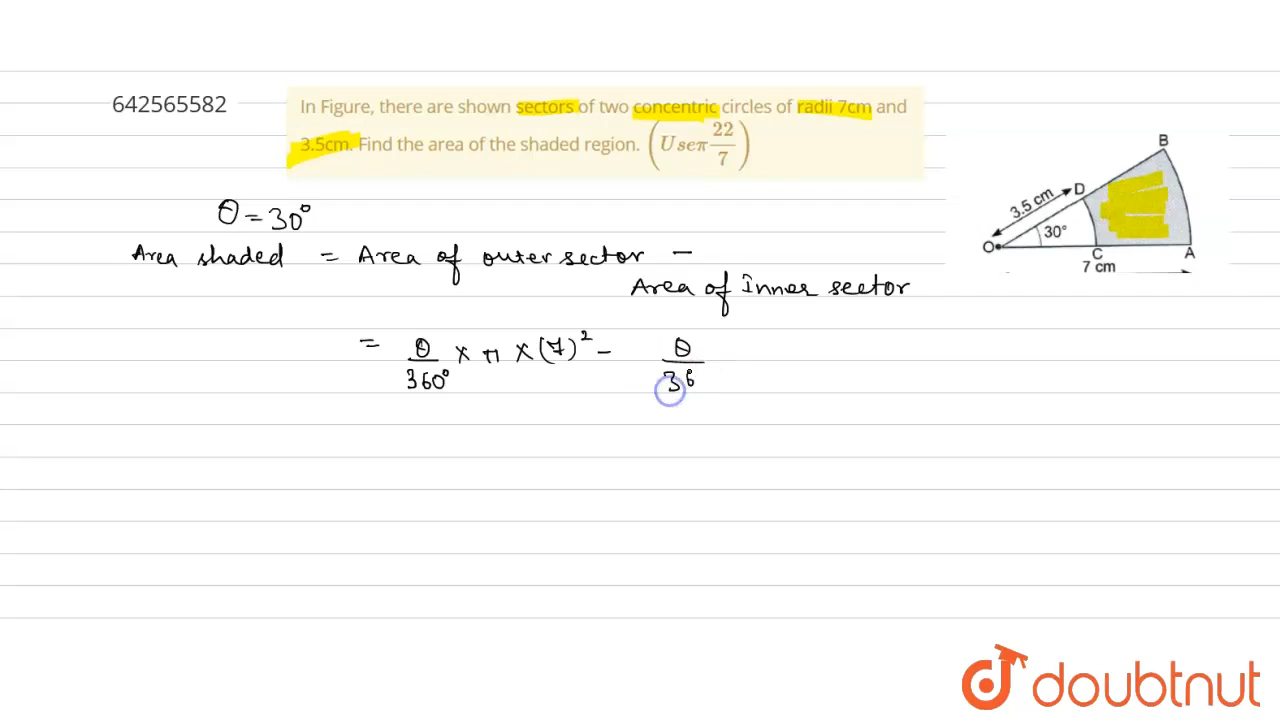 642565582
In Figure, there are shown sectors of two concentric circles of radii 7cm and
3.5cm. Find the area of the shaded region. (Useπ 22/7)
B
D
3.5 cm
30°
O
C
A
7 cm
θ = 30°
Area shaded = Area of outer sector −
Area of Inner sector
= θ/360° × π × (7)² − θ/36
doubtnut